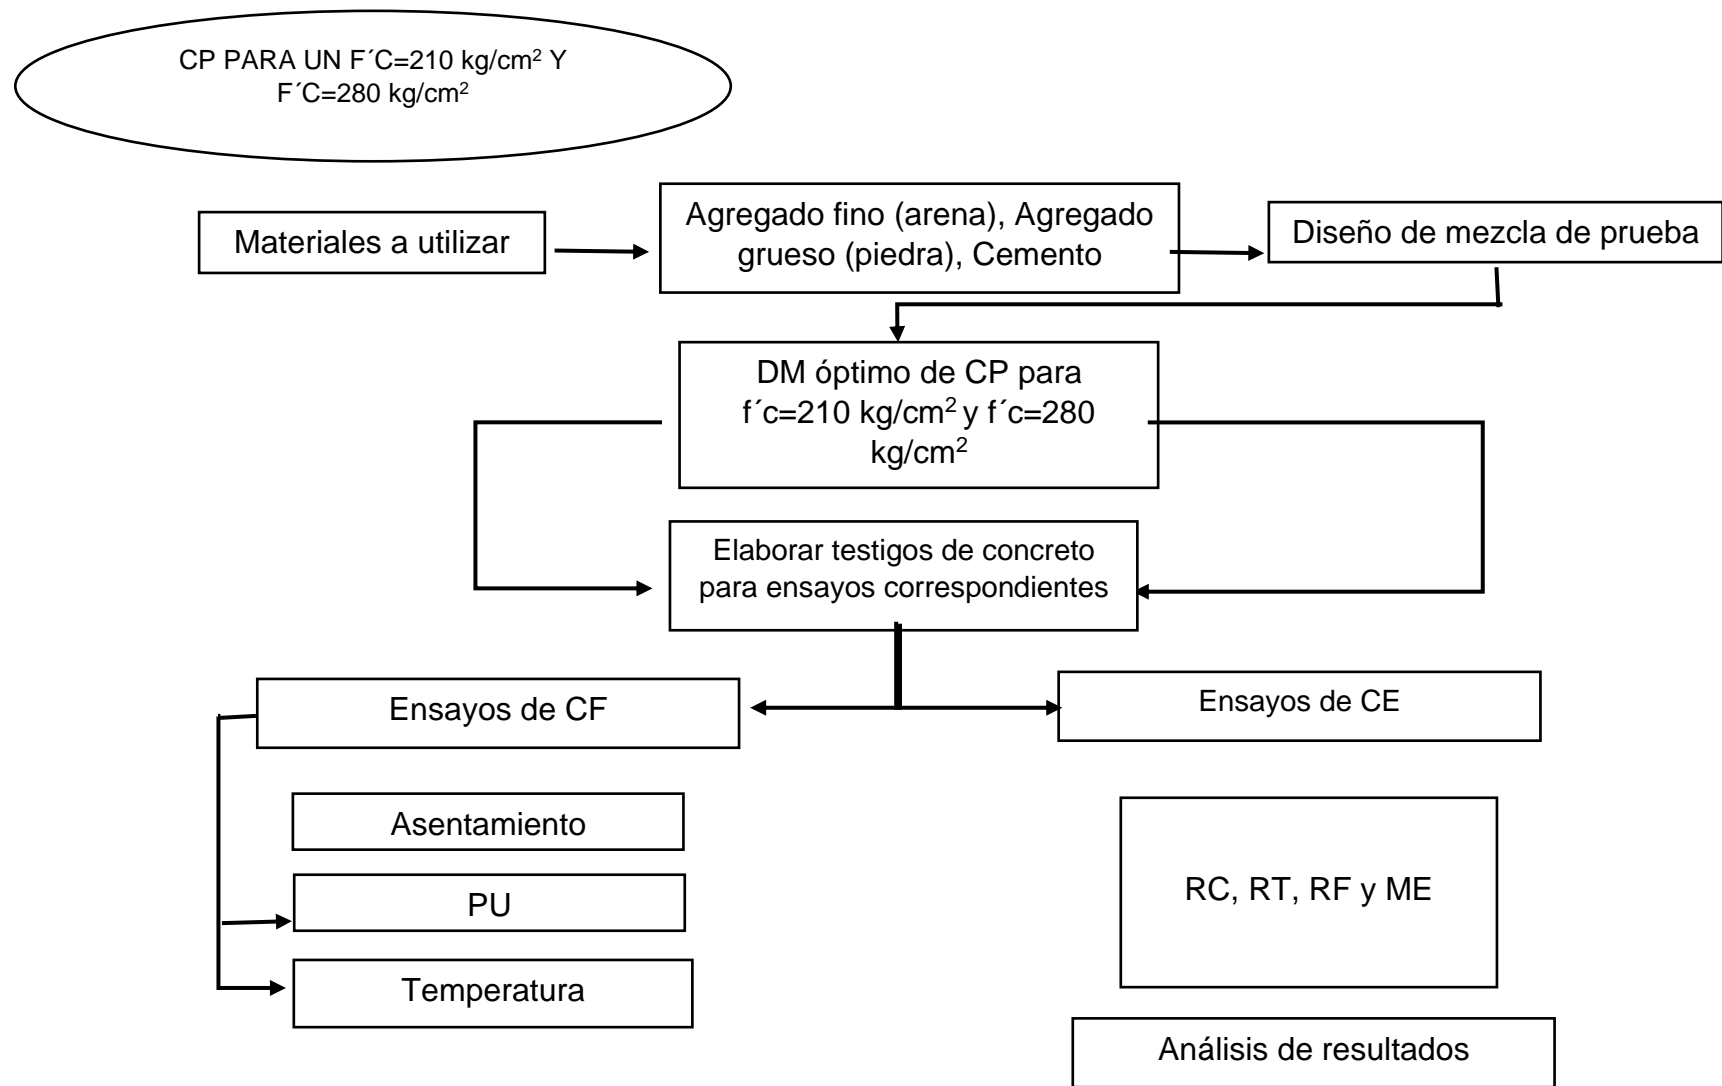 CP PARA UN F´C=210 kg/cm² Y
F´C=280 kg/cm²
Materiales a utilizar
Agregado fino (arena), Agregado
grueso (piedra), Cemento
Diseño de mezcla de prueba
DM óptimo de CP para
f´c=210 kg/cm² y f´c=280
kg/cm²
Elaborar testigos de concreto
para ensayos correspondientes
Ensayos de CF
Ensayos de CE
Asentamiento
PU
Temperatura
RC, RT, RF y ME
Análisis de resultados